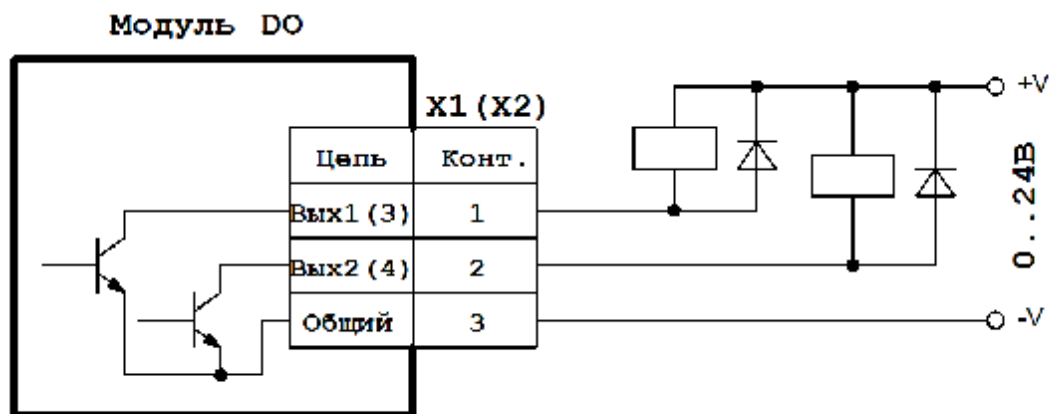 Модуль DO
X1(X2)
Цепь Конт.
Вых1(3) 1
Вых2(4) 2
Общий 3
+V
0..24В
-V